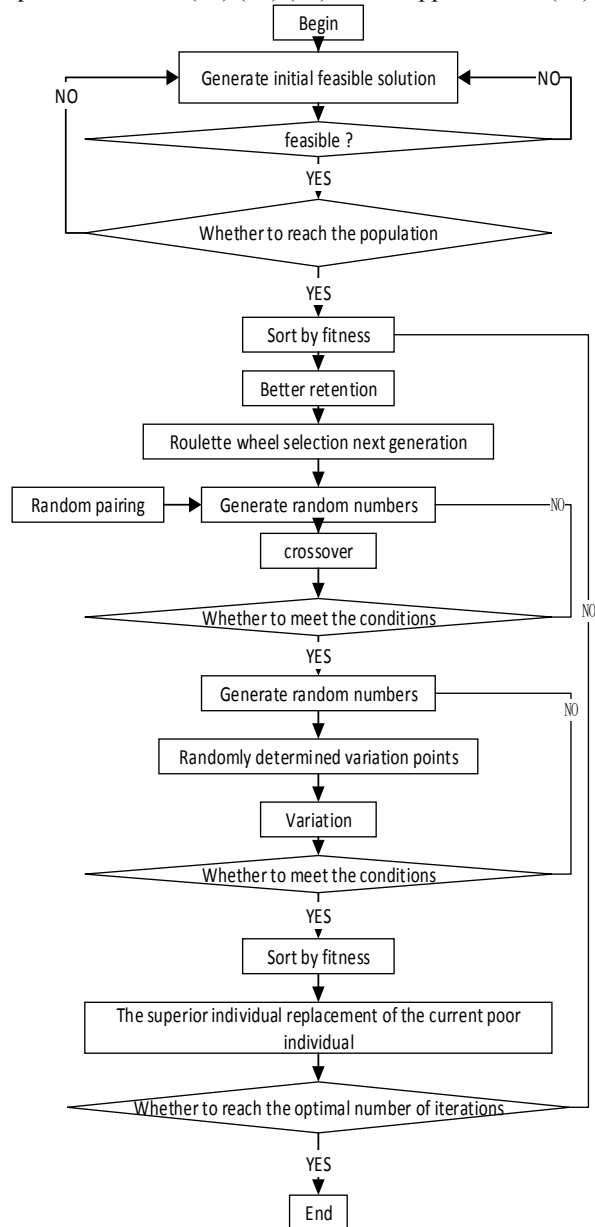 Begin
Generate initial feasible solution
NO
NO
feasible ?
YES
Whether to reach the population
YES
Sort by fitness
Better retention
Roulette wheel selection next generation
Random pairing
Generate random numbers
NO
crossover
NO
Whether to meet the conditions
YES
Generate random numbers
NO
Randomly determined variation points
Variation
Whether to meet the conditions
YES
Sort by fitness
The superior individual replacement of the current poor
individual
Whether to reach the optimal number of iterations
YES
End